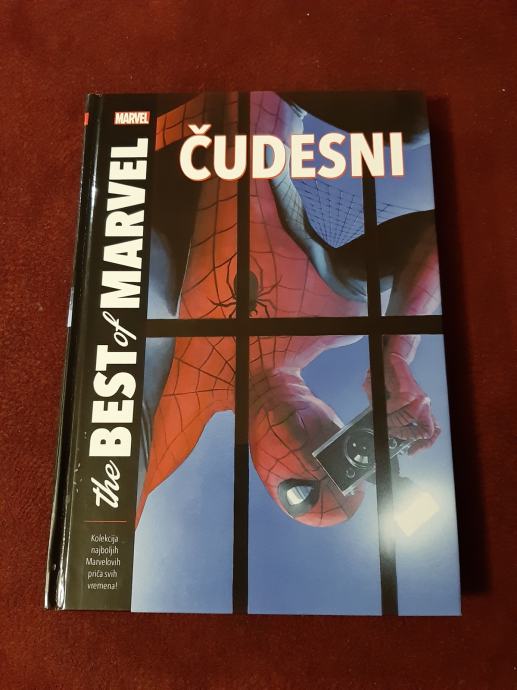 MARVEL
ČUDESNI
the BEST of MARVEL
Kolekcija
najboljih
Marvelovih
priča svih
vremena!